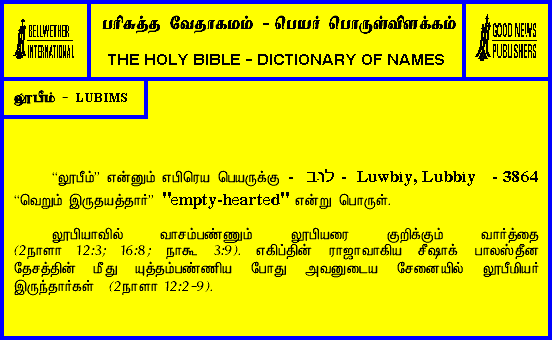 BELLWETHER
INTERNATIONAL
பரிசுத்த வேதாகமம் - பெயர் பொருள்விளக்கம்
THE HOLY BIBLE - DICTIONARY OF NAMES
GOOD NEWS
PUBLISHERS
லூபீம் - LUBIMS
“லூபீம்” என்னும் எபிரெய பெயருக்கு - לוב - Luwbiy, Lubbiy - 3864
“வெறும் இருதயத்தார்” "empty-hearted" என்று பொருள்.
லூபியாவில் வாசம்பண்ணும் லூபியரை குறிக்கும் வார்த்தை
(2நாளா 12:3; 16:8; நாகூ 3:9). எகிப்தின் ராஜாவாகிய சீஷாக் பாலஸ்தீன
தேசத்தின் மீது யுத்தம்பண்ணிய போது அவனுடைய சேனையில் லூபீமியர்
இருந்தார்கள் (2நாளா 12:2-9).